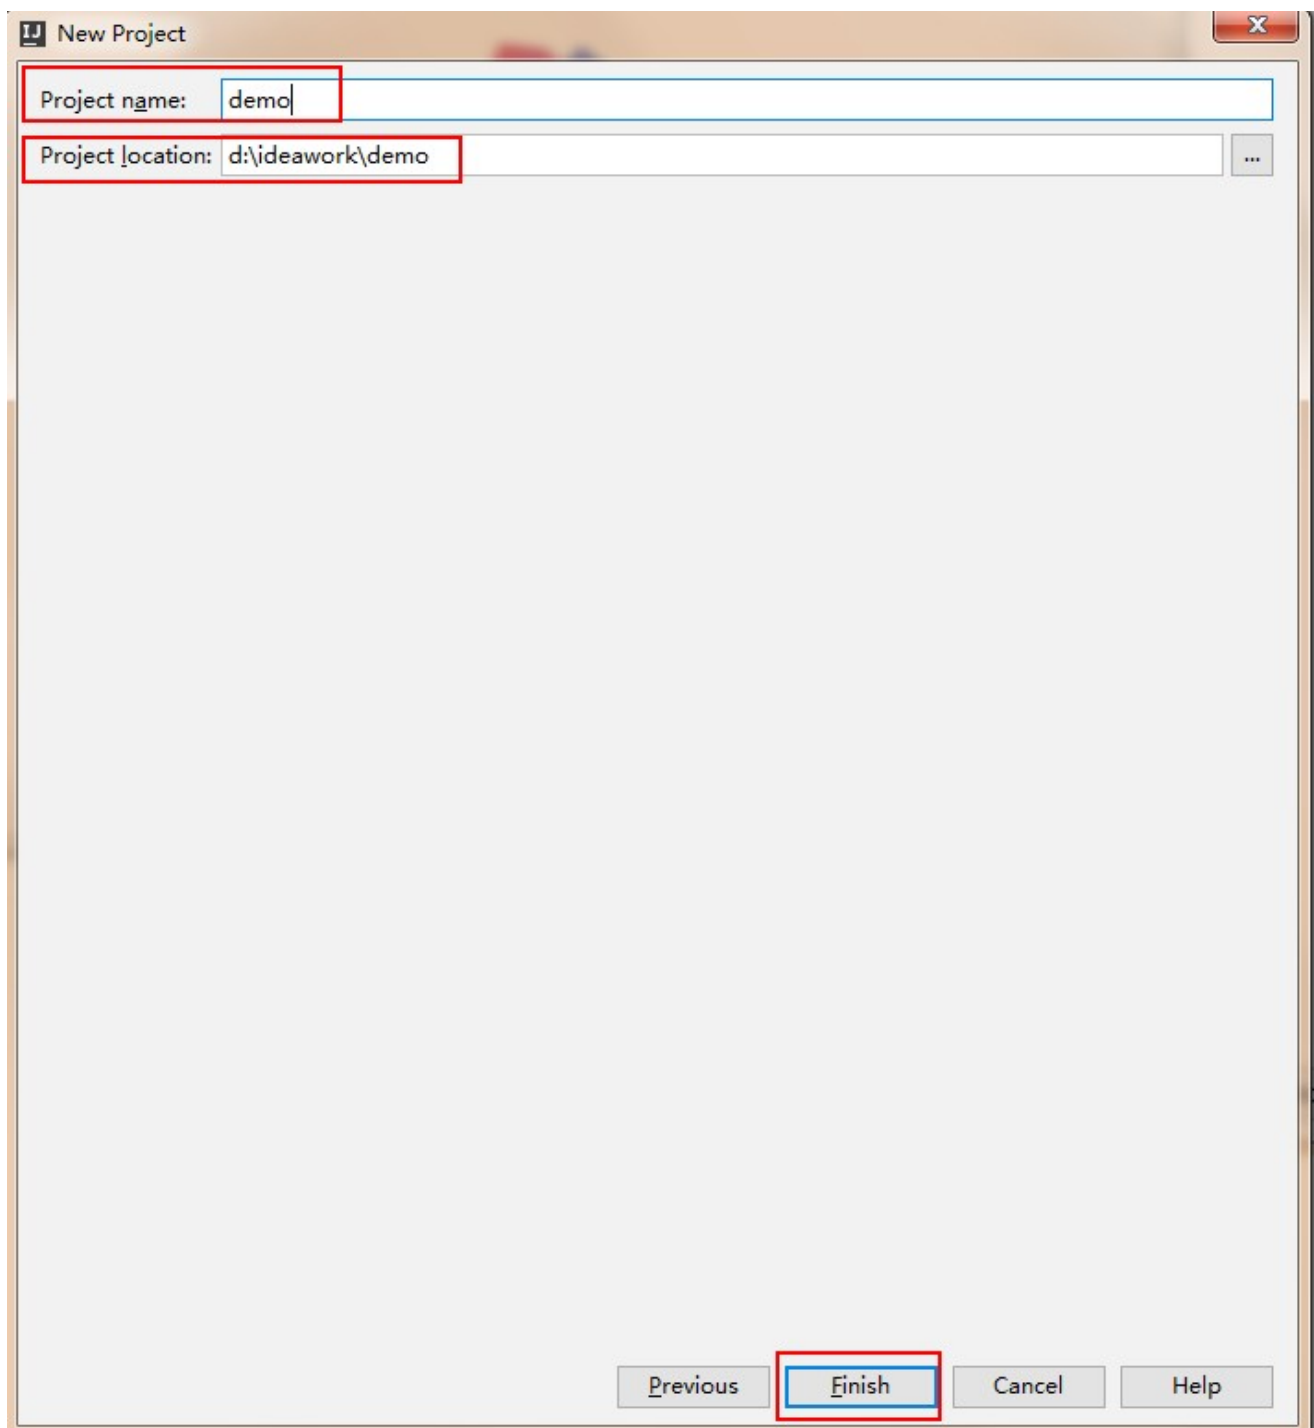 IJ New Project
Project name: demo
Project location: d:\ideawork\demo ...
Previous Finish Cancel Help